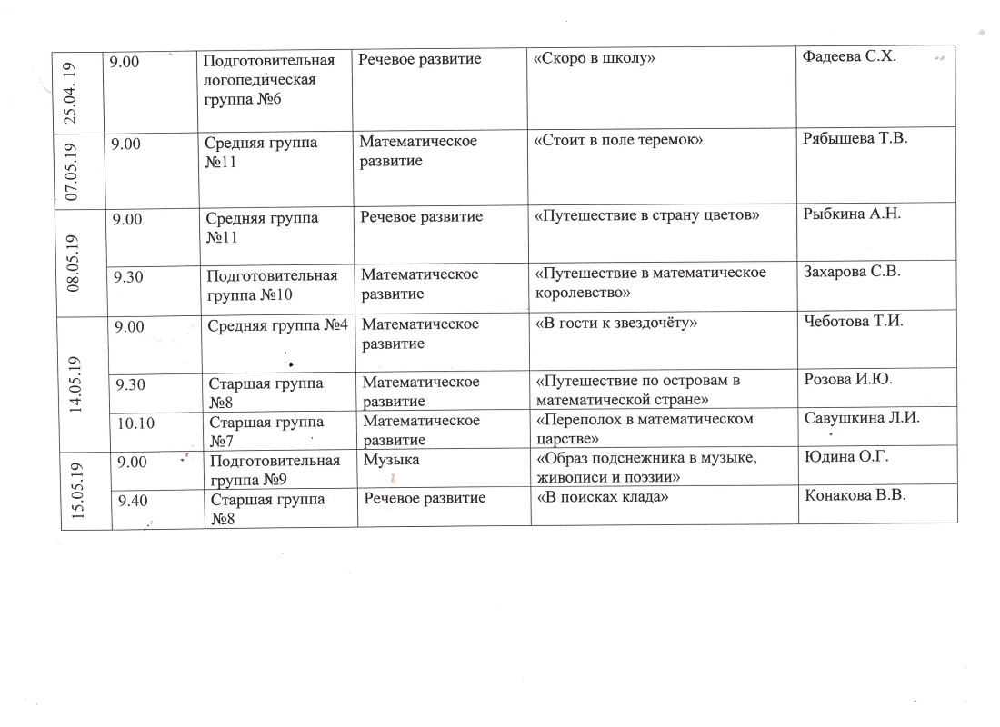 25.04. 19
9.00
Подготовительная
логопедическая
группа №6
Речевое развитие
«Скоро в школу»
Фадеева С.Х.
07.05.19
9.00
Средняя группа
№11
Математическое
развитие
«Стоит в поле теремок»
Рябышева Т.В.
08.05.19
9.00
Средняя группа
№11
Речевое развитие
«Путешествие в страну цветов»
Рыбкина А.Н.
9.30
Подготовительная
группа №10
Математическое
развитие
«Путешествие в математическое
королевство»
Захарова С.В.
14.05.19
9.00
Средняя группа №4
Математическое
развитие
«В гости к звездочёту»
Чеботова Т.И.
9.30
Старшая группа
№8
Математическое
развитие
«Путешествие по островам в
математической стране»
Розова И.Ю.
10.10
Старшая группа
№7
Математическое
развитие
«Переполох в математическом
царстве»
Савушкина Л.И.
15.05.19
9.00
Подготовительная
группа №9
Музыка
«Образ подснежника в музыке,
живописи и поэзии»
Юдина О.Г.
9.40
Старшая группа
№8
Речевое развитие
«В поисках клада»
Конакова В.В.